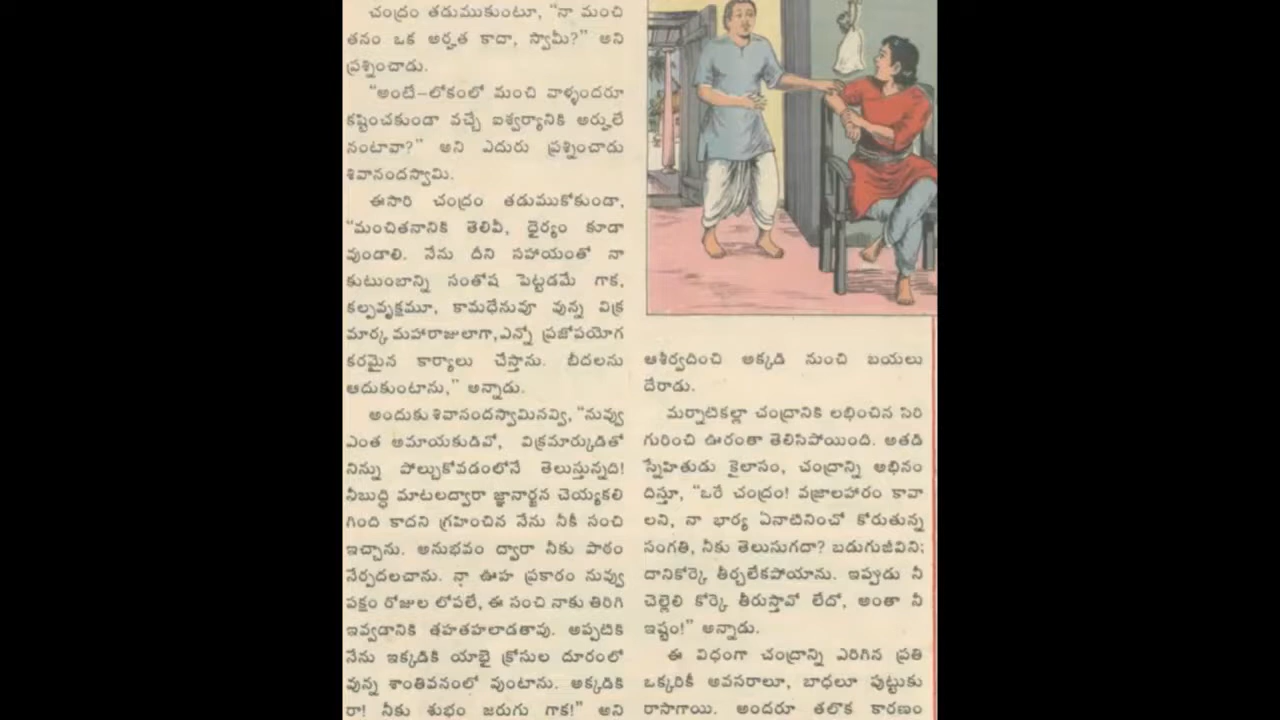 చంద్రం తడుముకుంటూ, “నా మంచి
తనం ఒక అర్హత కాదా, స్వామీ?” అని
ప్రశ్నించాడు.
“అంటే—లోకంలో మంచి వాళ్ళందరూ
కష్టించకుండా వచ్చే ఐశ్వర్యానికి అర్హులే
నంటావా?” అని ఎదురు ప్రశ్నించాడు
శివానందస్వామి.
ఈసారి చంద్రం తడుముకోకుండా,
“మంచితనానికి తెలివీ, ధైర్యం కూడా
వుండాలి. నేను దీని సహాయంతో నా
కుటుంబాన్ని సంతోష పెట్టడమే గాక,
కల్పవృక్షమూ, కామధేనువూ వున్న విక్ర
మార్క మహారాజులాగా,ఎన్నో ప్రజోపయోగ
కరమైన కార్యాలు చేస్తాను. బీదలను
ఆదుకుంటాను,” అన్నాడు.
అందుకు శివానందస్వామినవ్వి, “నువ్వు
ఎంత అమాయకుడివో, విక్రమార్కుడితో
నిన్ను పోల్చుకోవడంలోనే తెలుస్తున్నది!
నీబుద్ధి మాటలద్వారా జ్ఞానార్జన చెయ్యకలి
గింది కాదని గ్రహించిన నేను నీకీ సంచి
ఇచ్చాను. అనుభవం ద్వారా నీకు పాఠం
నేర్పదలచాను. నా ఊహ ప్రకారం నువ్వు
పక్షం రోజుల లోపలే, ఈ సంచి నాకు తిరిగి
ఇవ్వడానికి తహతహలాడతావు. అప్పటికి
నేను ఇక్కడికి యాభై క్రోసుల దూరంలో
వున్న శాంతివనంలో వుంటాను. అక్కడికి
రా! నీకు శుభం జరుగు గాక!” అని
ఆశీర్వదించి అక్కడి నుంచి బయలు
దేరాడు.
మర్నాటికల్లా చంద్రానికి లభించిన సిరి
గురించి ఊరంతా తెలిసిపోయింది. అతడి
స్నేహితుడు కైలాసం, చంద్రాన్ని అభినం
దిస్తూ, “ఒరే చంద్రం! వజ్రాలహారం కావా
లని, నా భార్య ఏనాటినించో కోరుతున్న
సంగతి, నీకు తెలుసుగదా? బడుగుజీవిని;
దానికోర్కె తీర్చలేకపోయాను. ఇప్పుడు నీ
చెల్లెలి కోర్కె తీరుస్తావో లేదో, అంతా నీ
ఇష్టం!” అన్నాడు.
ఈ విధంగా చంద్రాన్ని ఎరిగిన ప్రతి
ఒక్కరికీ అవసరాలూ, బాధలూ పుట్టుకు
రాసాగాయి. అందరూ తలొక కారణం